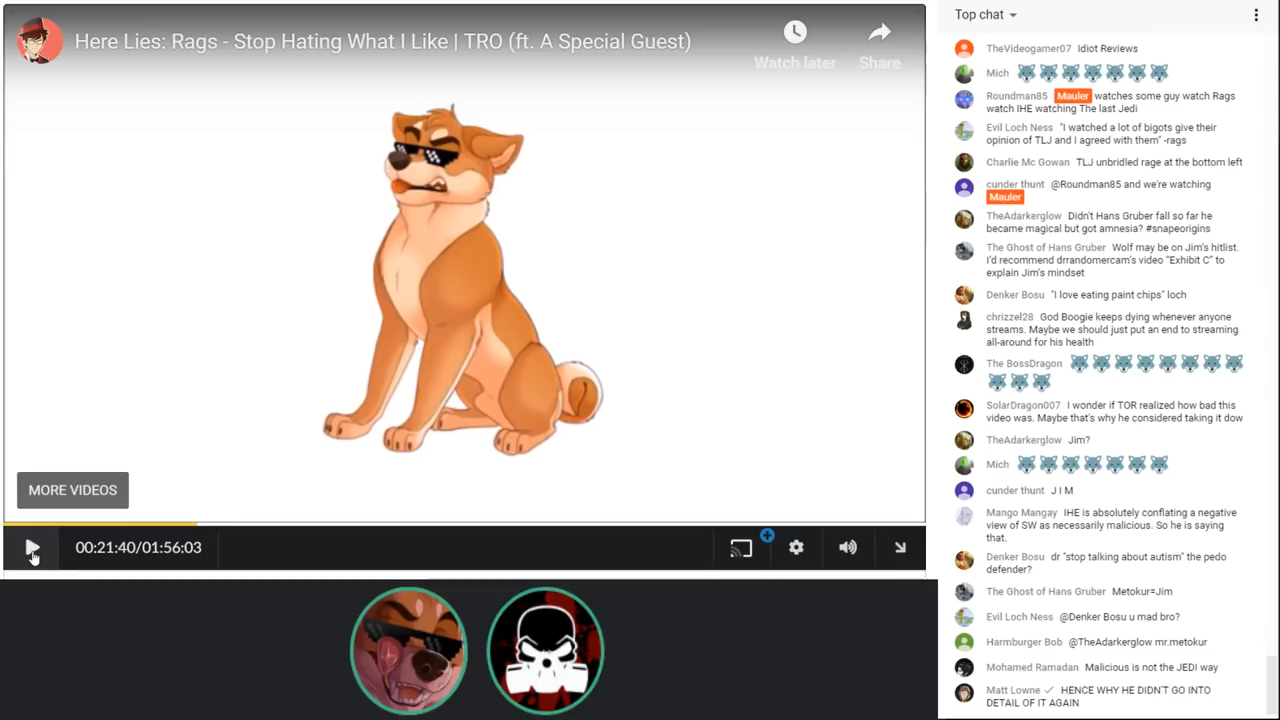 Here Lies: Rags - Stop Hating What I Like | TRO (ft. A Special Guest)
Watch later
Share
MORE VIDEOS
00:21:40/01:56:03
Top chat
TheVideogamer07 Idiot Reviews
Mich
Roundman85 Mauler watches some guy watch Rags
watch IHE watching The last Jedi
Evil Loch Ness "I watched a lot of bigots give their
opinion of TLJ and I agreed with them" -rags
Charlie Mc Gowan TLJ unbridled rage at the bottom left
cunder thunt @Roundman85 and we're watching
Mauler
TheAdarkerglow Didn't Hans Gruber fall so far he
became magical but got amnesia? #snapeorigins
The Ghost of Hans Gruber Wolf may be on Jim's hitlist.
I'd recommend drrandomercam's video "Exhibit C" to
explain Jim's mindset
Denker Bosu "I love eating paint chips" loch
chrizzel28 God Boogie keeps dying whenever anyone
streams. Maybe we should just put an end to streaming
all-around for his health
The BossDragon
SolarDragon007 I wonder if TOR realized how bad this
video was. Maybe that's why he considered taking it dow
TheAdarkerglow Jim?
Mich
cunder thunt J I M
Mango Mangay IHE is absolutely conflating a negative
view of SW as necessarily malicious. So he is saying
that.
Denker Bosu dr "stop talking about autism" the pedo
defender?
The Ghost of Hans Gruber Metokur=Jim
Evil Loch Ness @Denker Bosu u mad bro?
Harmburger Bob @TheAdarkerglow mr.metokur
Mohamed Ramadan Malicious is not the JEDI way
Matt Lowne HENCE WHY HE DIDN'T GO INTO
DETAIL OF IT AGAIN